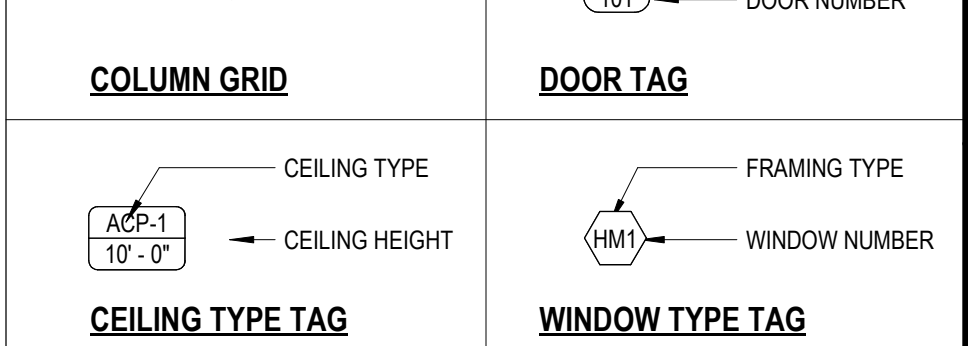 101
DOOR NUMBER
COLUMN GRID
DOOR TAG
CEILING TYPE
ACP-1
10' - 0"
CEILING HEIGHT
CEILING TYPE TAG
FRAMING TYPE
HM1
WINDOW NUMBER
WINDOW TYPE TAG